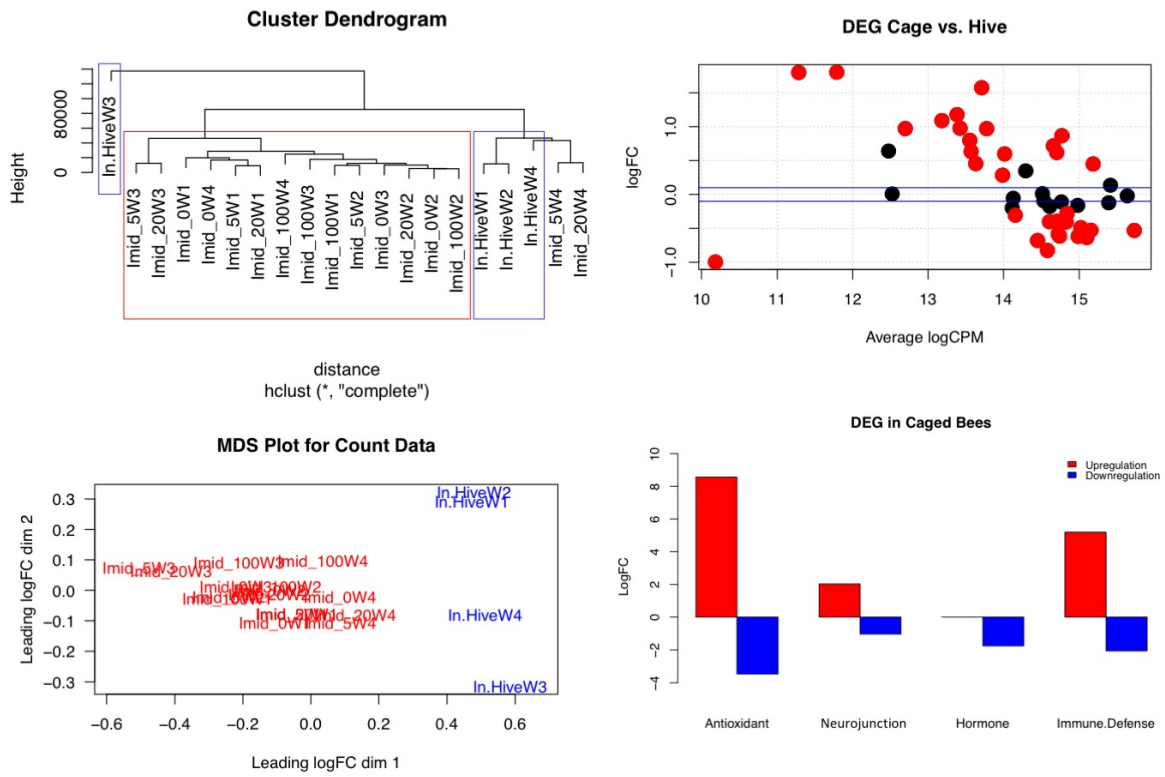 Cluster Dendrogram
Height
0
80000
In.HiveW3
Imid_5W3
Imid_20W3
Imid_0W1
Imid_0W4
Imid_5W1
Imid_20W1
Imid_100W4
Imid_100W3
Imid_100W1
Imid_5W2
Imid_0W3
Imid_20W2
Imid_0W2
Imid_100W2
In.HiveW1
In.HiveW2
In.HiveW4
Imid_5W4
Imid_20W4
distance
hclust (*, "complete")
DEG Cage vs. Hive
logFC
1.0
0.0
−1.0
10 11 12 13 14 15
Average logCPM
MDS Plot for Count Data
Leading logFC dim 2
0.3
0.2
0.1
0.0
−0.1
−0.2
−0.3
In.HiveW2
In.HiveW1
Imid_100W3
Imid_100W4
Imid_5W3
Imid_20W3
Imid_0W4
Imid_20W4
Imid_0W1
Imid_5W4
In.HiveW4
In.HiveW3
−0.6 −0.4 −0.2 0.0 0.2 0.4 0.6
Leading logFC dim 1
DEG in Caged Bees
LogFC
10
8
6
4
2
0
−2
−4
Upregulation
Downregulation
Antioxidant Neurojunction Hormone Immune.Defense